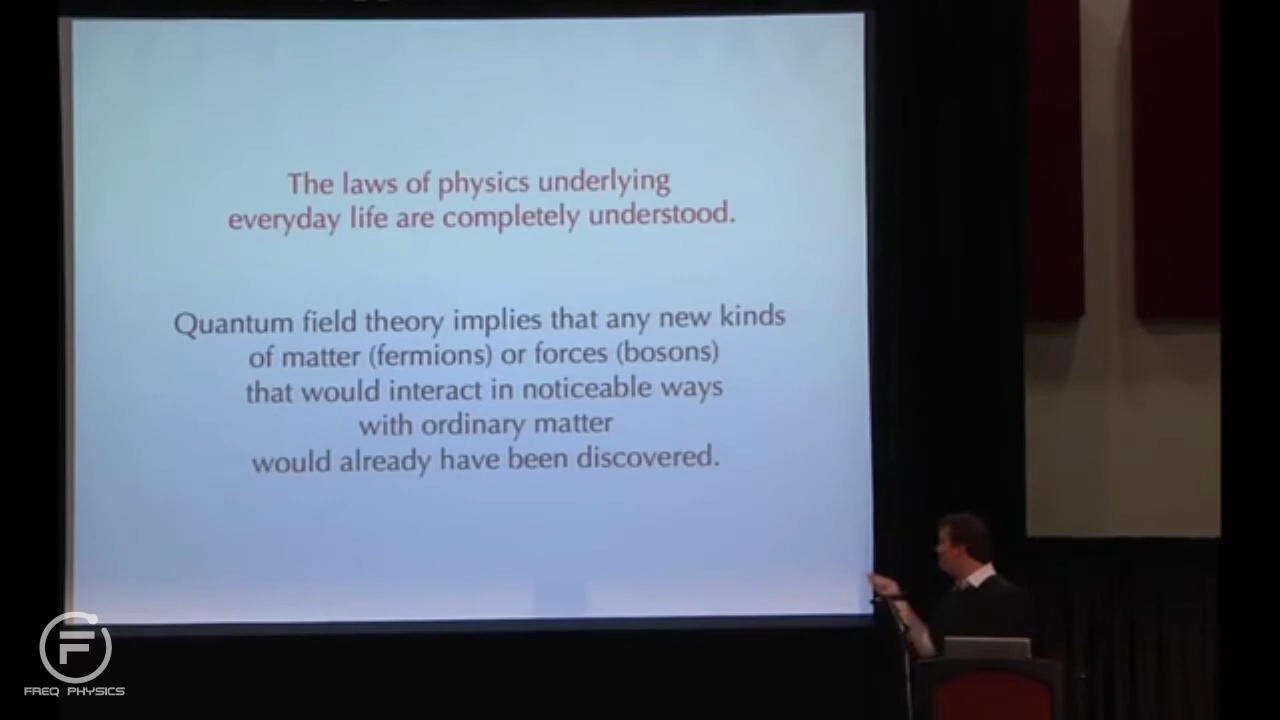 The laws of physics underlying
everyday life are completely understood.
Quantum field theory implies that any new kinds
of matter (fermions) or forces (bosons)
that would interact in noticeable ways
with ordinary matter
would already have been discovered.
F
FREQ PHYSICS